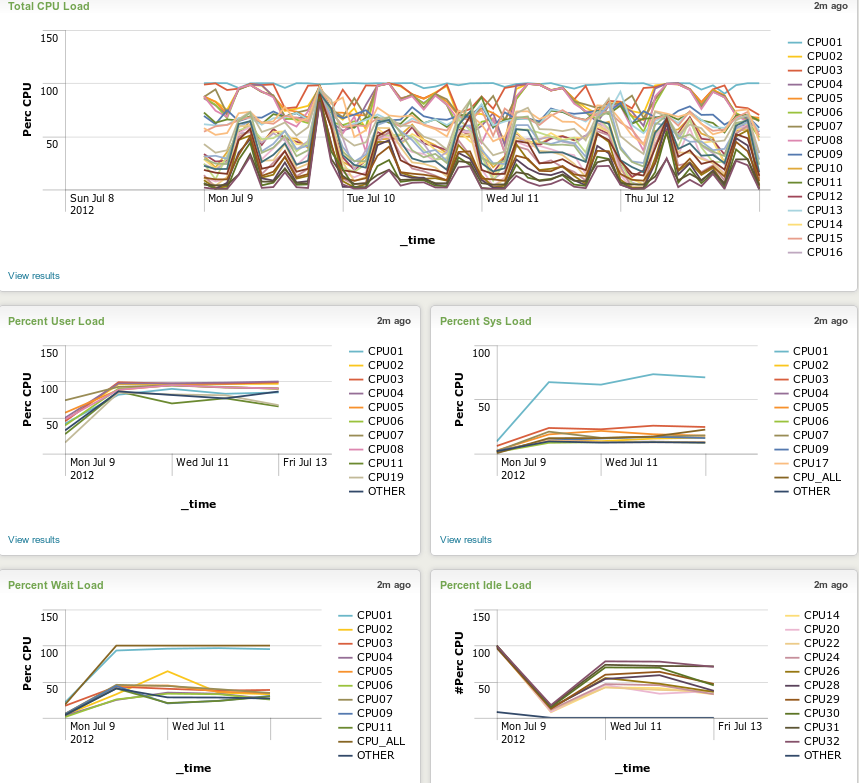 Total CPU Load
2m ago
150
100
50
Perc CPU
Sun Jul 8
2012
Mon Jul 9
Tue Jul 10
Wed Jul 11
Thu Jul 12
_time
CPU01
CPU02
CPU03
CPU04
CPU05
CPU06
CPU07
CPU08
CPU09
CPU10
CPU11
CPU12
CPU13
CPU14
CPU15
CPU16
View results
Percent User Load
2m ago
150
100
50
Perc CPU
Mon Jul 9
2012
Wed Jul 11
Fri Jul 13
_time
CPU01
CPU02
CPU03
CPU04
CPU05
CPU06
CPU07
CPU08
CPU11
CPU19
OTHER
View results
Percent Sys Load
2m ago
100
50
Perc CPU
Mon Jul 9
2012
Wed Jul 11
_time
CPU01
CPU02
CPU03
CPU04
CPU05
CPU06
CPU07
CPU09
CPU17
CPU_ALL
OTHER
View results
Percent Wait Load
2m ago
150
100
50
Perc CPU
Mon Jul 9
2012
Wed Jul 11
_time
CPU01
CPU02
CPU03
CPU04
CPU05
CPU06
CPU07
CPU09
CPU11
CPU_ALL
OTHER
Percent Idle Load
2m ago
150
100
50
#Perc CPU
Mon Jul 9
2012
Wed Jul 11
Fri Jul 13
_time
CPU14
CPU20
CPU22
CPU24
CPU26
CPU28
CPU29
CPU30
CPU31
CPU32
OTHER